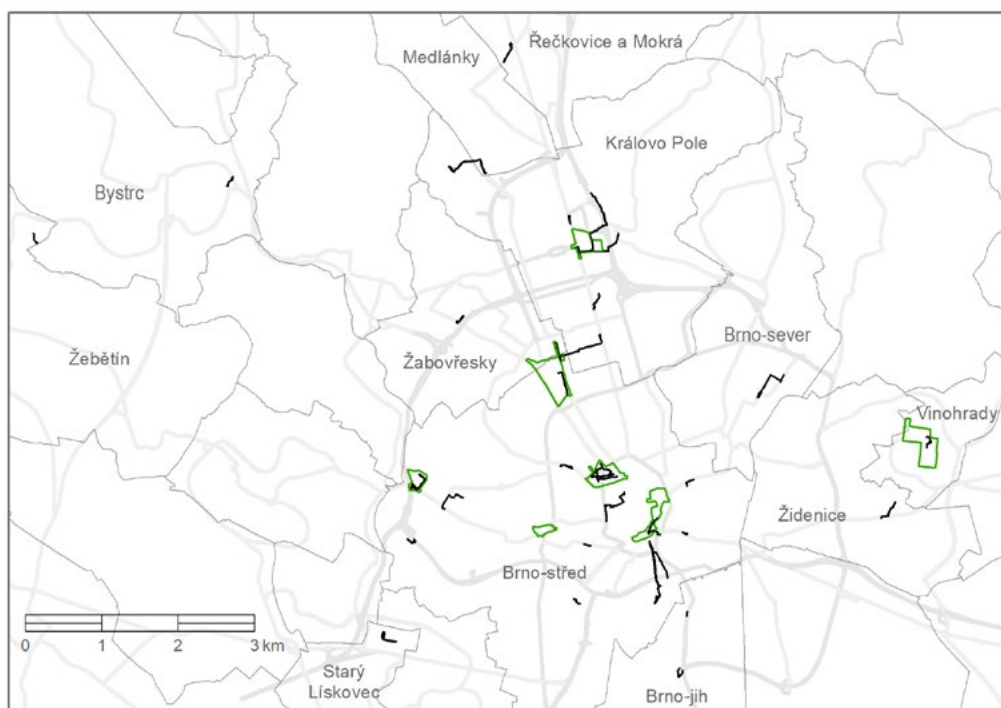 Řečkovice a Mokrá
Medlánky
Královo Pole
Bystrc
Brno-sever
Žebětín
Žabovřesky
Vinohrady
Židenice
Brno-střed
0 1 2 3 km
Starý
Lískovec
Brno-jih